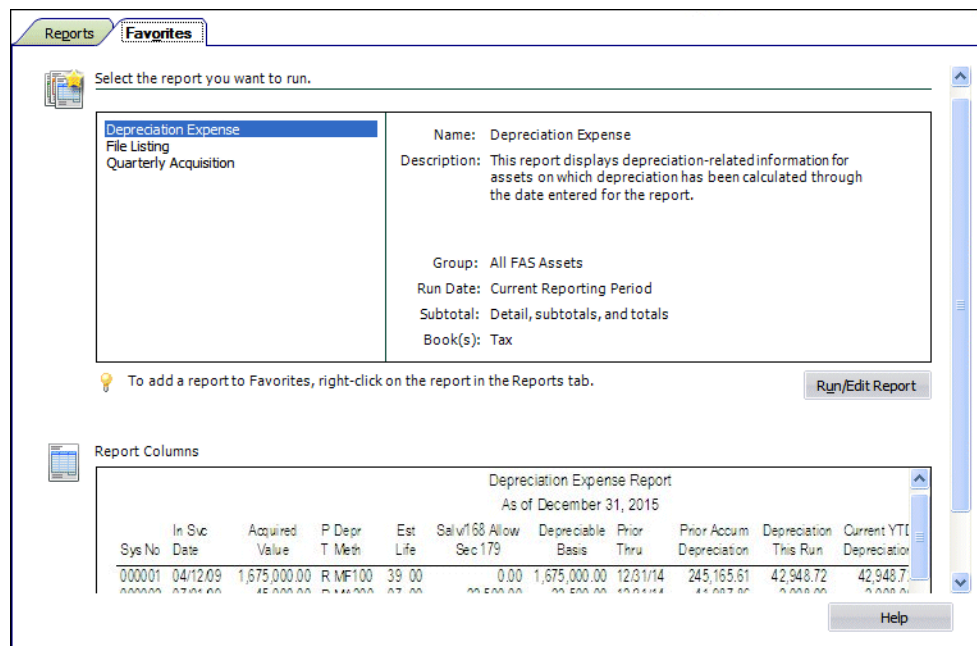 Reports Favorites
Select the report you want to run.
Depreciation Expense
File Listing
Quarterly Acquisition
Name: Depreciation Expense
Description: This report displays depreciation-related information for
assets on which depreciation has been calculated through
the date entered for the report.
Group: All FAS Assets
Run Date: Current Reporting Period
Subtotal: Detail, subtotals, and totals
Book(s): Tax
To add a report to Favorites, right-click on the report in the Reports tab.
Run/Edit Report
Report Columns
Depreciation Expense Report
As of December 31, 2015
In Svc Acquired P Depr Est Salv/168 Allow Depreciable Prior Prior Accum Depreciation Current YTD
Sys No Date Value T Meth Life Sec 179 Basis Thru Depreciation This Run Depreciation
000001 04/12/09 1,675,000.00 R MF100 39 00 0.00 1,675,000.00 12/31/14 245,165.61 42,948.72 42,948.7
Help